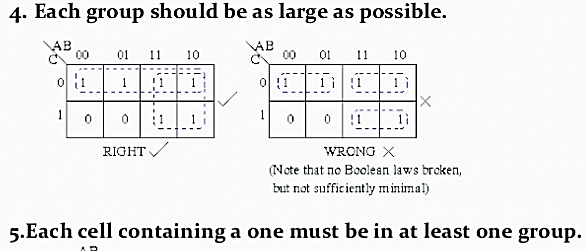 4. Each group should be as large as possible.
AB AB
C 00 01 11 10 C 00 01 11 10
0 1 1 1 1 0 1 1 1 1
1 0 0 1 1 1 0 0 1 1
RIGHT WRONG
(Note that no Boolean laws broken,
but not sufficiently minimal)
5.Each cell containing a one must be in at least one group.
AB